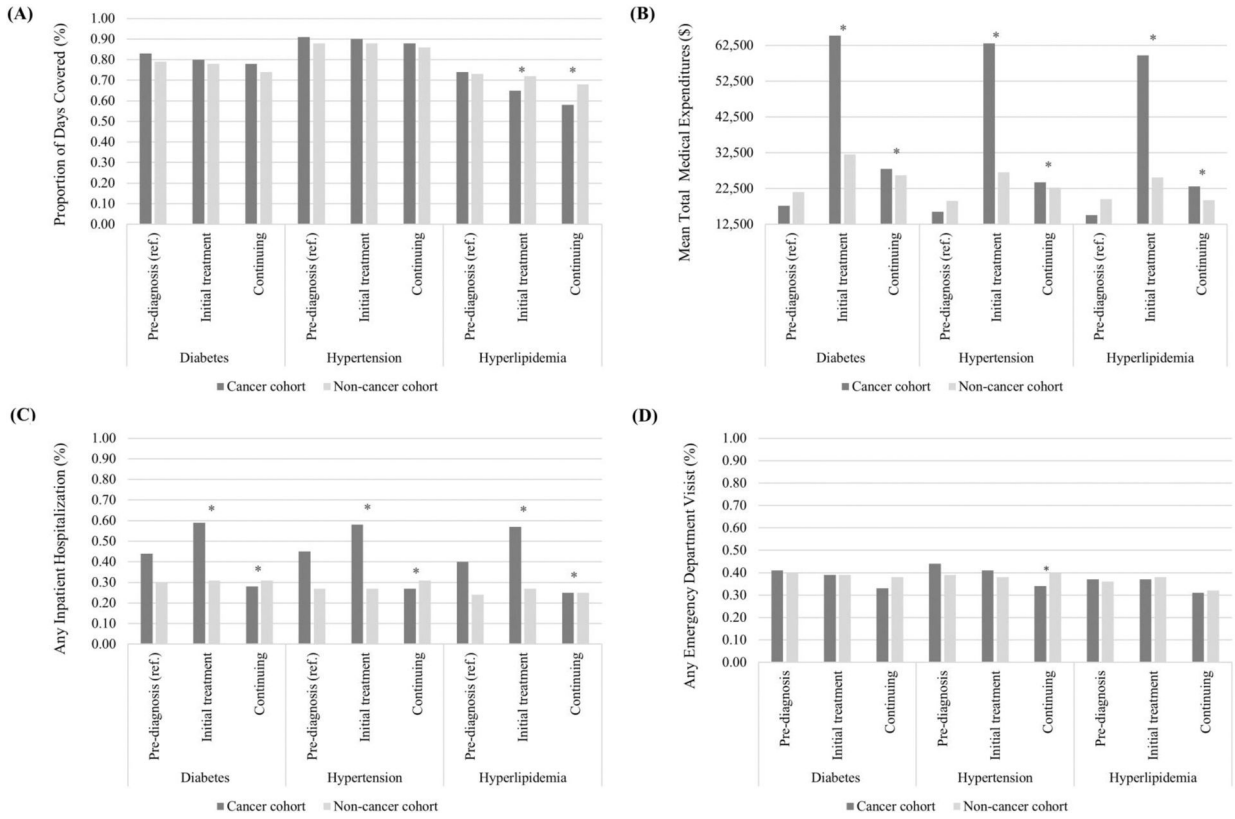 (A)
Proportion of Days Covered (%)
1.00
0.90
0.80
0.70
0.60
0.50
0.40
0.30
0.20
0.10
0.00
* *
Pre-diagnosis (ref.)
Initial treatment
Continuing
Pre-diagnosis (ref.)
Initial treatment
Continuing
Pre-diagnosis (ref.)
Initial treatment
Continuing
Diabetes Hypertension Hyperlipidemia
Cancer cohort Non-cancer cohort
(B)
Mean Total Medical Expenditures ($)
62,500
52,500
42,500
32,500
22,500
12,500
* * * * * *
Pre-diagnosis (ref.)
Initial treatment
Continuing
Pre-diagnosis (ref.)
Initial treatment
Continuing
Pre-diagnosis (ref.)
Initial treatment
Continuing
Diabetes Hypertension Hyperlipidemia
Cancer cohort Non-cancer cohort
(C)
Any Inpatient Hospitalization (%)
1.00
0.90
0.80
0.70
0.60
0.50
0.40
0.30
0.20
0.10
0.00
* * * * * *
Pre-diagnosis (ref.)
Initial treatment
Continuing
Pre-diagnosis (ref.)
Initial treatment
Continuing
Pre-diagnosis (ref.)
Initial treatment
Continuing
Diabetes Hypertension Hyperlipidemia
Cancer cohort Non-cancer cohort
(D)
Any Emergency Department Visist (%)
1.00
0.90
0.80
0.70
0.60
0.50
0.40
0.30
0.20
0.10
0.00
*
Pre-diagnosis
Initial treatment
Continuing
Pre-diagnosis
Initial treatment
Continuing
Pre-diagnosis
Initial treatment
Continuing
Diabetes Hypertension Hyperlipidemia
Cancer cohort Non-cancer cohort